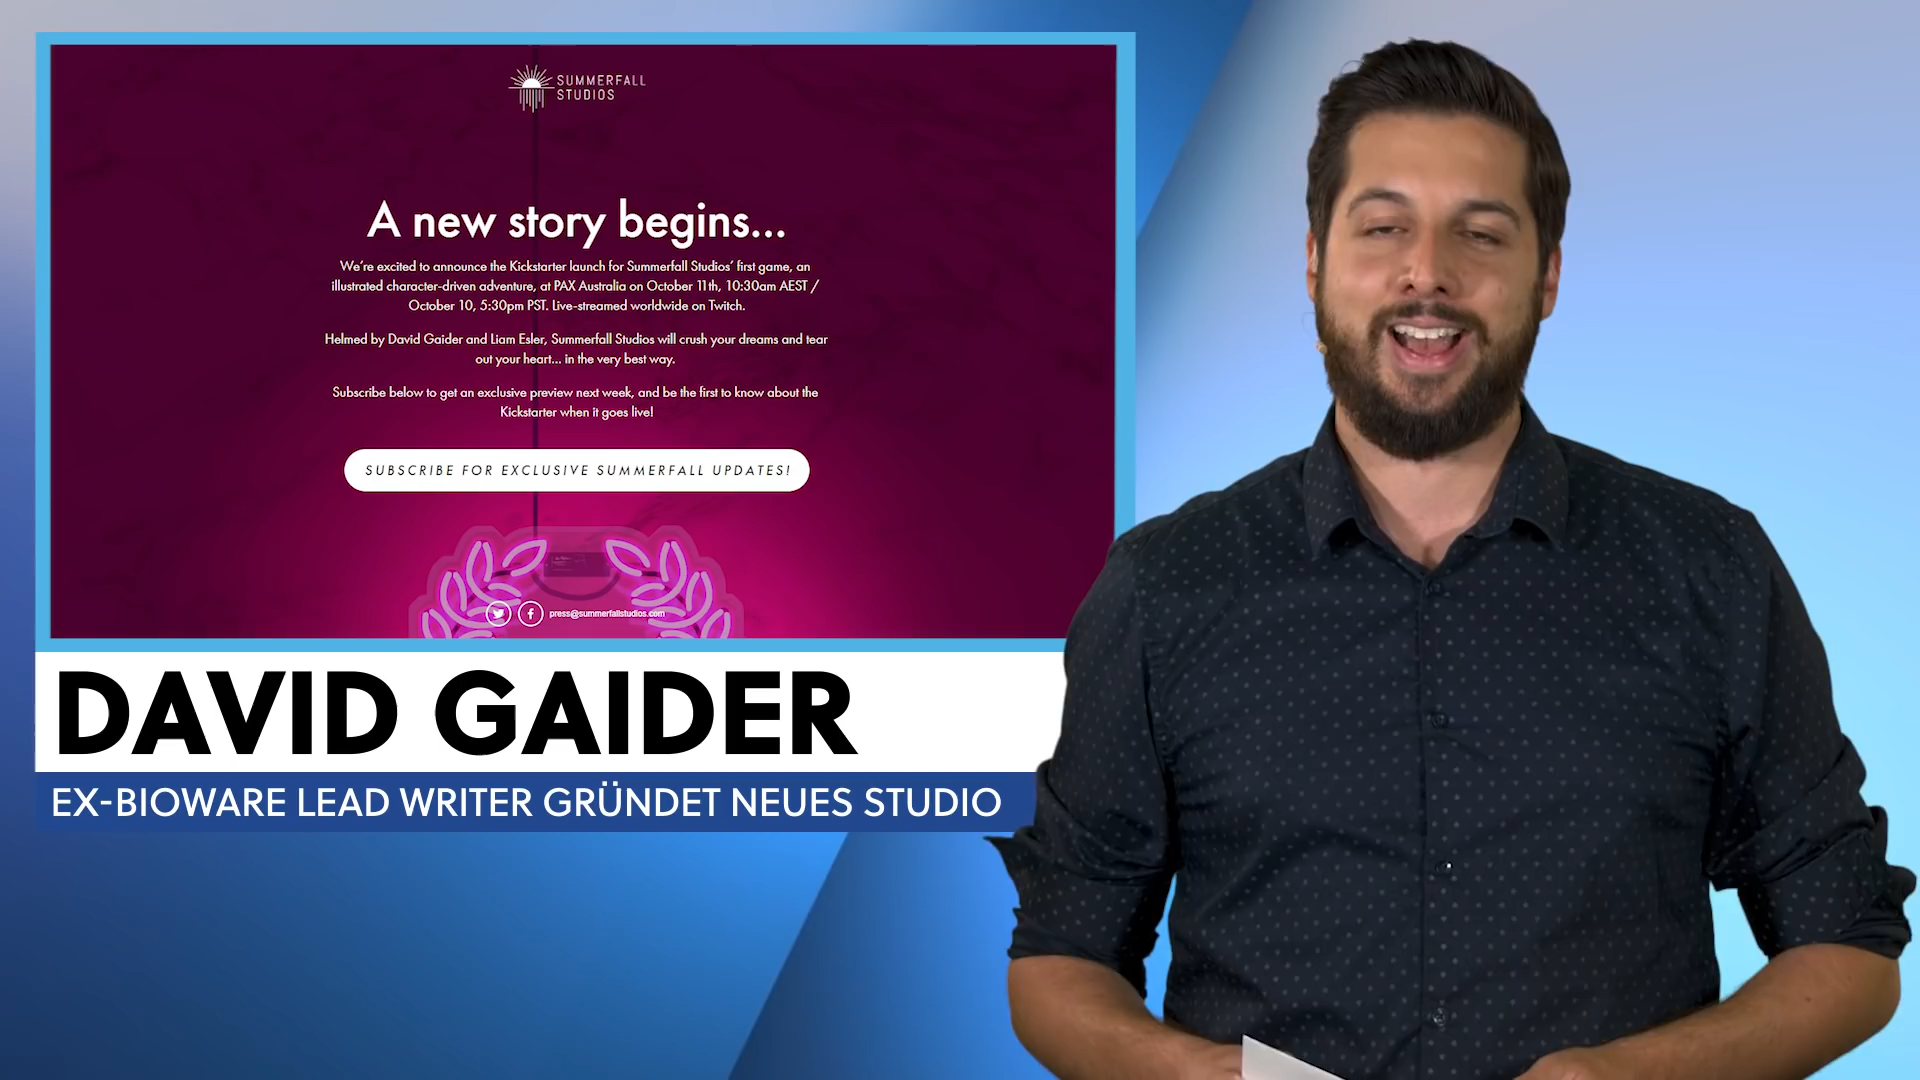 SUMMERFALL
STUDIOS
A new story begins...
We're excited to announce the Kickstarter launch for Summerfall Studios' first game, an
illustrated character-driven adventure, at PAX Australia on October 11th, 10:30am AEST /
October 10, 5:30pm PST. Live-streamed worldwide on Twitch.
Helmed by David Gaider and Liam Esler, Summerfall Studios will crush your dreams and tear
out your heart... in the very best way.
Subscribe below to get an exclusive preview next week, and be the first to know about the
Kickstarter when it goes live!
SUBSCRIBE FOR EXCLUSIVE SUMMERFALL UPDATES!
press@summerfallstudios.com
DAVID GAIDER
EX-BIOWARE LEAD WRITER GRÜNDET NEUES STUDIO